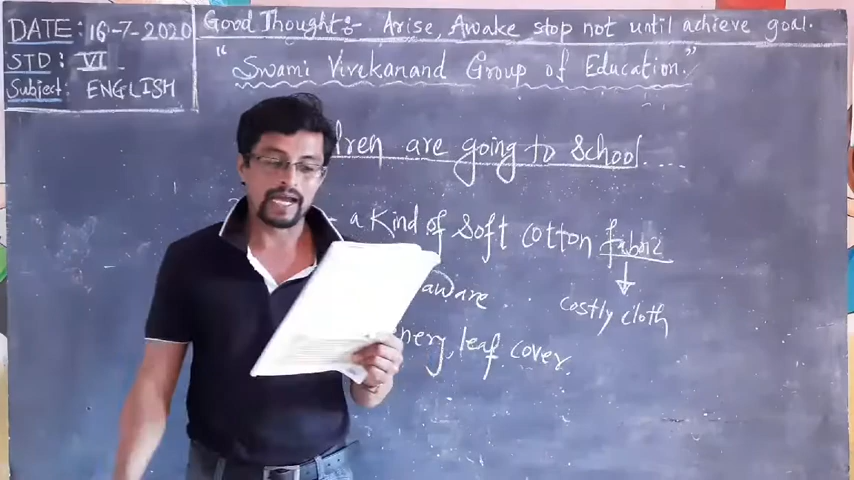 DATE: 16-7-2020
STD: VI
Subject: ENGLISH
Good Thought:- Arise, Awake stop not until achieve goal.
"Swami Vivekanand Group of Education."
ldren are going to School....
- a kind of soft cotton fabric
costly cloth
aware ..
nery, leaf cover.